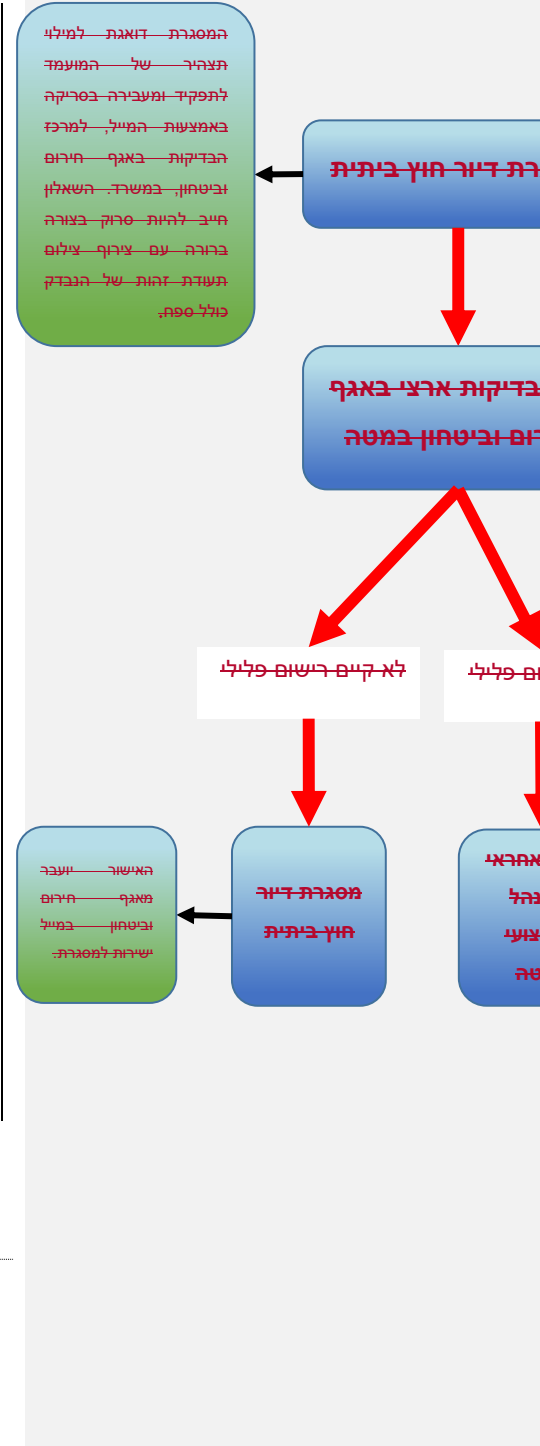 המסגרת דואגת למילוי
תצהיר של המועמד
לתפקיד ומעבירה בסריקה
באמצעות המייל, למרכז
הבדיקות באגף חירום
וביטחון, במשרד. השאלון
חייב להיות סרוק בצורה
ברורה עם צירוף צילום
תעודת זהות של הנבדק
כולל ספח.
רת דיור חוץ ביתית
בדיקות ארצי באגף
רום וביטחון במטה
לא קיים רישום פלילי
ום פלילי
אחראי
נהל
צועי
טה
מסגרת דיור
חוץ ביתית
האישור יועבר
מאגף חירום
וביטחון במייל
ישירות למסגרת.